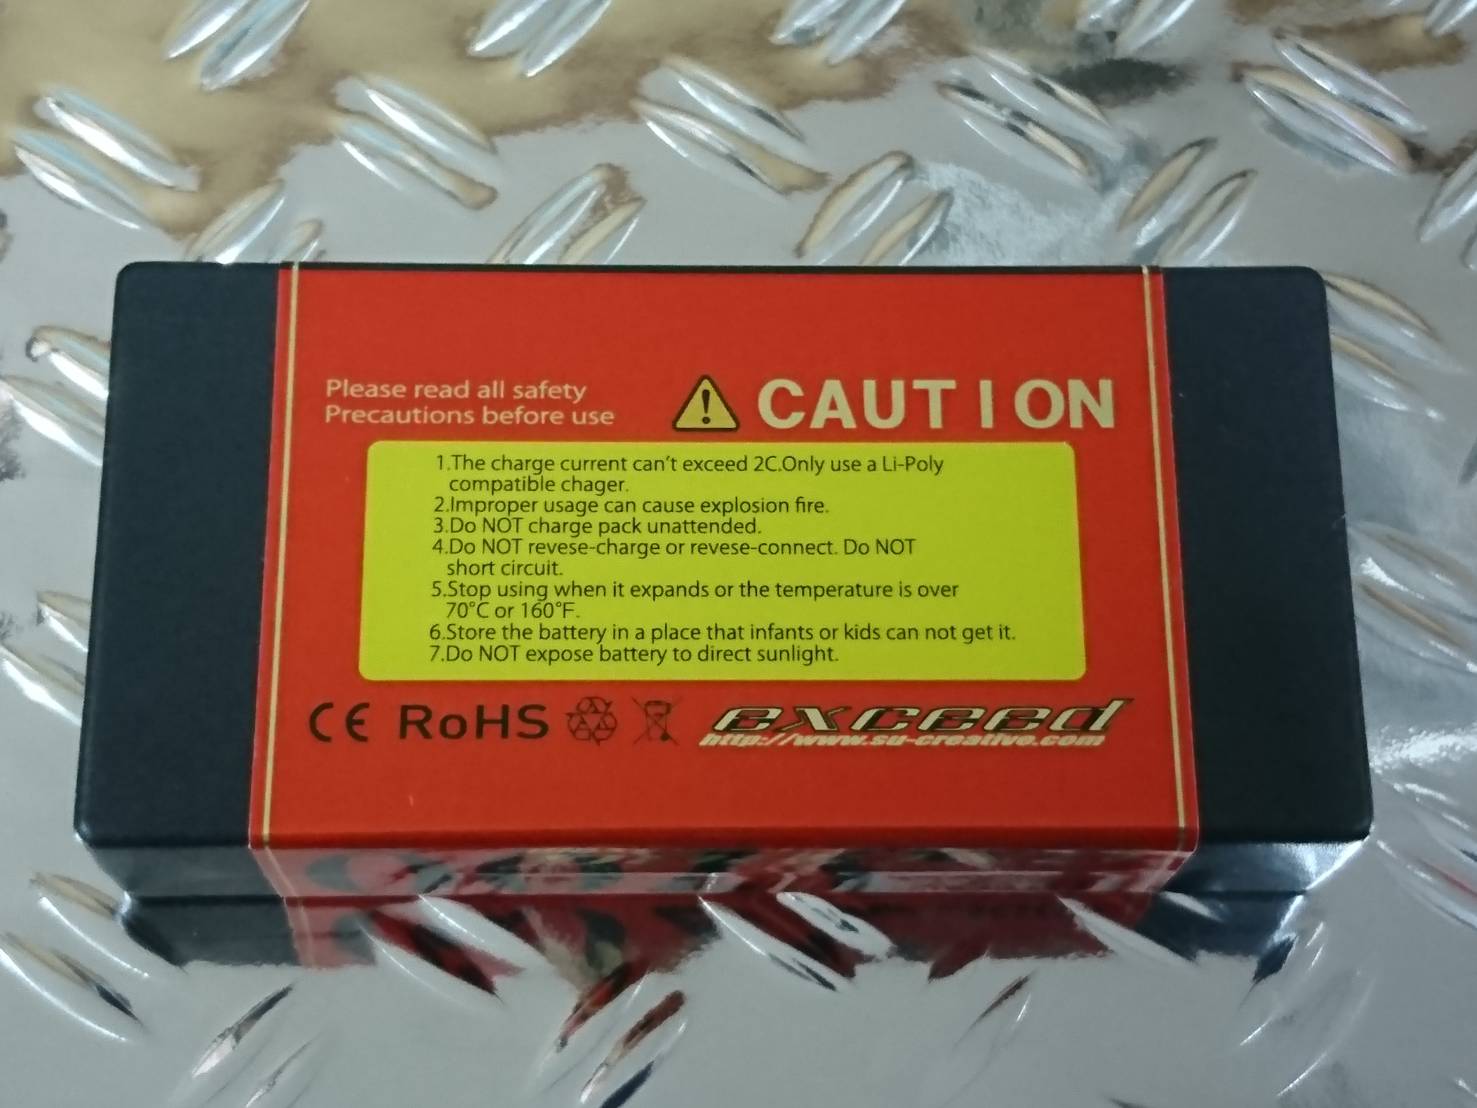 Please read all safety
Precautions before use
CAUTION
1.The charge current can't exceed 2C.Only use a Li-Poly
compatible chager.
2.Improper usage can cause explosion fire.
3.Do NOT charge pack unattended.
4.Do NOT revese-charge or revese-connect. Do NOT
short circuit.
5.Stop using when it expands or the temperature is over
70°C or 160°F.
6.Store the battery in a place that infants or kids can not get it.
7.Do NOT expose battery to direct sunlight.
CE RoHS
exceed
http://www.su-creative.com